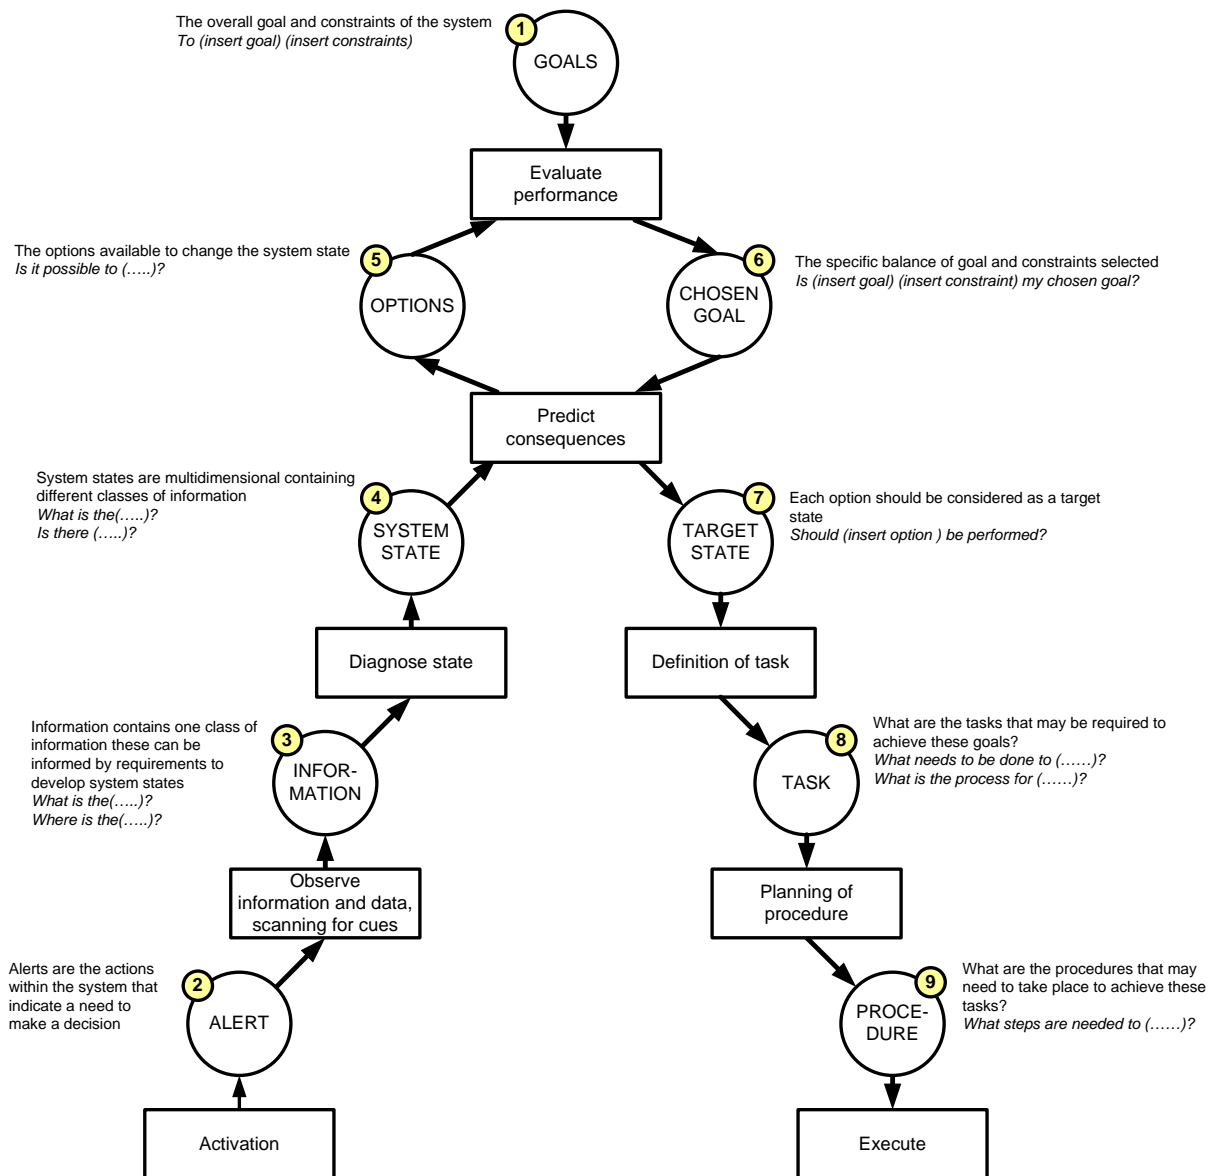 The overall goal and constraints of the system
To (insert goal) (insert constraints)
1
GOALS
Evaluate
performance
The options available to change the system state
Is it possible to (.....)?
5
OPTIONS
6
CHOSEN
GOAL
The specific balance of goal and constraints selected
Is (insert goal) (insert constraint) my chosen goal?
Predict
consequences
System states are multidimensional containing
different classes of information
What is the(.....)?
Is there (.....)?
4
SYSTEM
STATE
7
TARGET
STATE
Each option should be considered as a target
state
Should (insert option ) be performed?
Diagnose state
Definition of task
Information contains one class of
information these can be
informed by requirements to
develop system states
What is the(.....)?
Where is the(.....)?
3
INFOR-
MATION
8
TASK
What are the tasks that may be required to
achieve these goals?
What needs to be done to (......)?
What is the process for (......)?
Observe
information and data,
scanning for cues
Planning of
procedure
Alerts are the actions
within the system that
indicate a need to
make a decision
2
ALERT
9
PROCE-
DURE
What are the procedures that may
need to take place to achieve these
tasks?
What steps are needed to (......)?
Activation
Execute